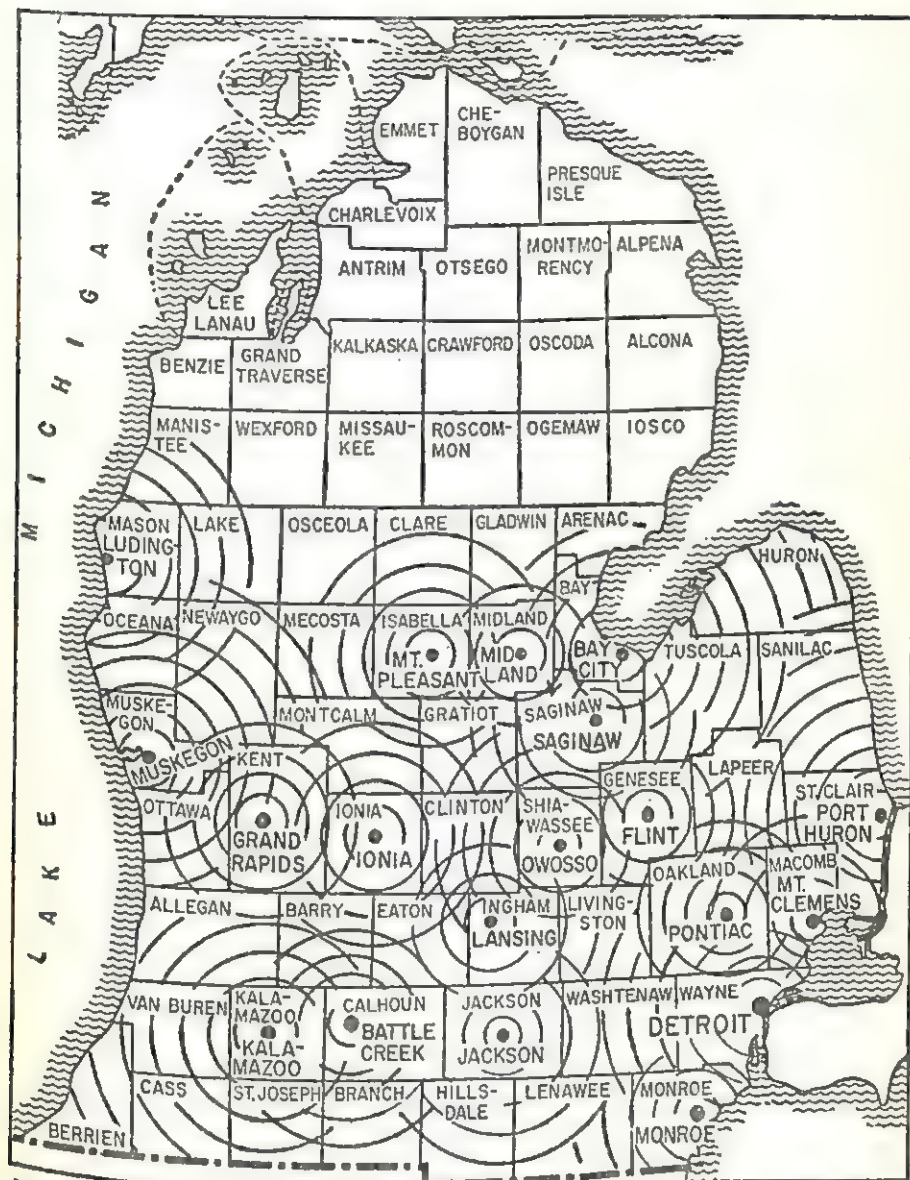 EMMET
CHE-
BOYGAN
PRESQUE
ISLE
CHARLEVOIX
ANTRIM
OTSEGO
MONTMO-
RENCY
ALPENA
LEE
LANAU
BENZIE
GRAND
TRAVERSE
KALKASKA
CRAWFORD
OSCODA
ALCONA
MANIS-
TEE
WEXFORD
MISSAU-
KEE
ROSCOM-
MON
OGEMAW
IOSCO
LAKE MICHIGAN
MASON
LUDING-
TON
LAKE
OSCEOLA
CLARE
GLADWIN
ARENAC
BAY
HURON
OCEANA
NEWAYGO
MECOSTA
ISABELLA
MT.
PLEASANT
MIDLAND
MID
LAND
BAY
CITY
TUSCOLA
SANILAC
MUSKE-
GON
MUSKEGON
MONTCALM
GRATIOT
SAGINAW
SAGINAW
KENT
GRAND
RAPIDS
OTTAWA
IONIA
IONIA
CLINTON
SHIA-
WASSEE
OWOSSO
GENESEE
FLINT
LAPEER
ST. CLAIR
PORT
HURON
ALLEGAN
BARRY
EATON
INGHAM
LANSING
LIVING-
STON
OAKLAND
PONTIAC
MACOMB
MT.
CLEMENS
VAN BUREN
KALA-
MAZOO
KALA-
MAZOO
CALHOUN
BATTLE
CREEK
JACKSON
JACKSON
WASHTENAW
WAYNE
DETROIT
BERRIEN
CASS
ST. JOSEPH
BRANCH
HILLS-
DALE
LENAWEE
MONROE
MONROE